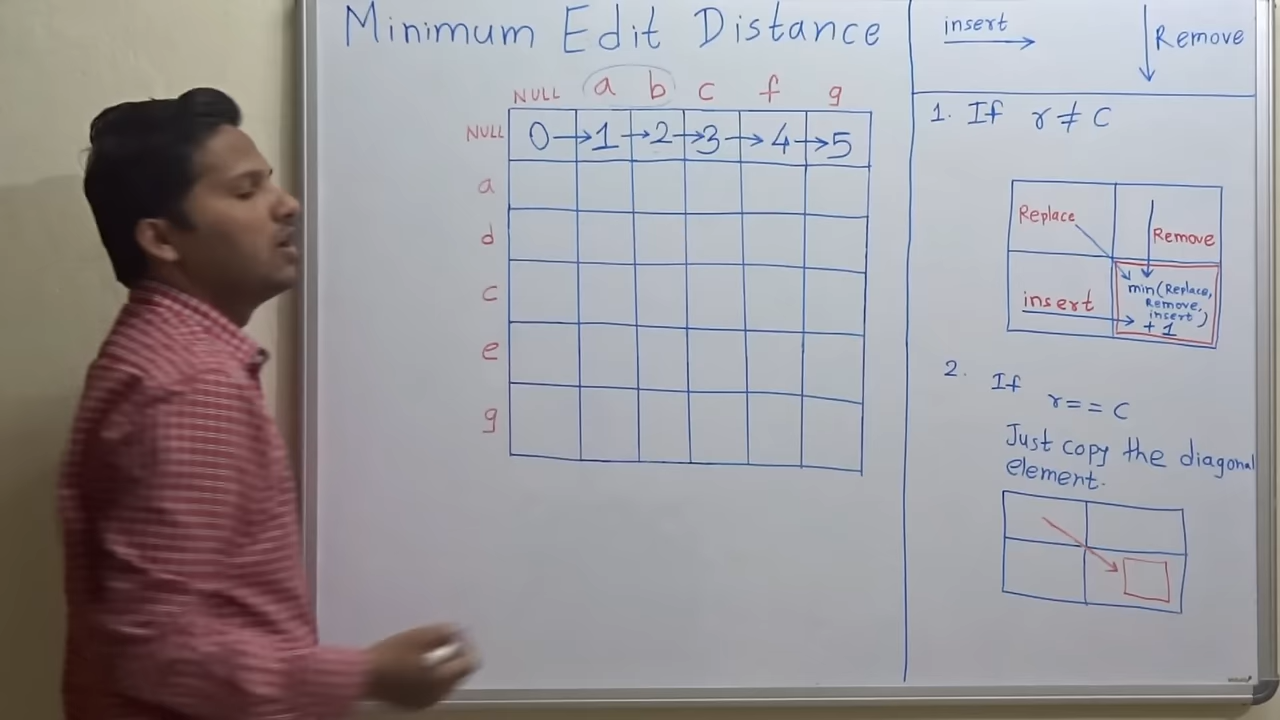 Minimum Edit Distance
NULL a b c f g
NULL 0 → 1 → 2 → 3 → 4 → 5
a
d
c
e
g
insert
Remove
1. If r ≠ c
Replace
Remove
insert
min(Replace,
Remove,
insert)
+ 1
2. If
r == c
Just copy the diagonal
element.